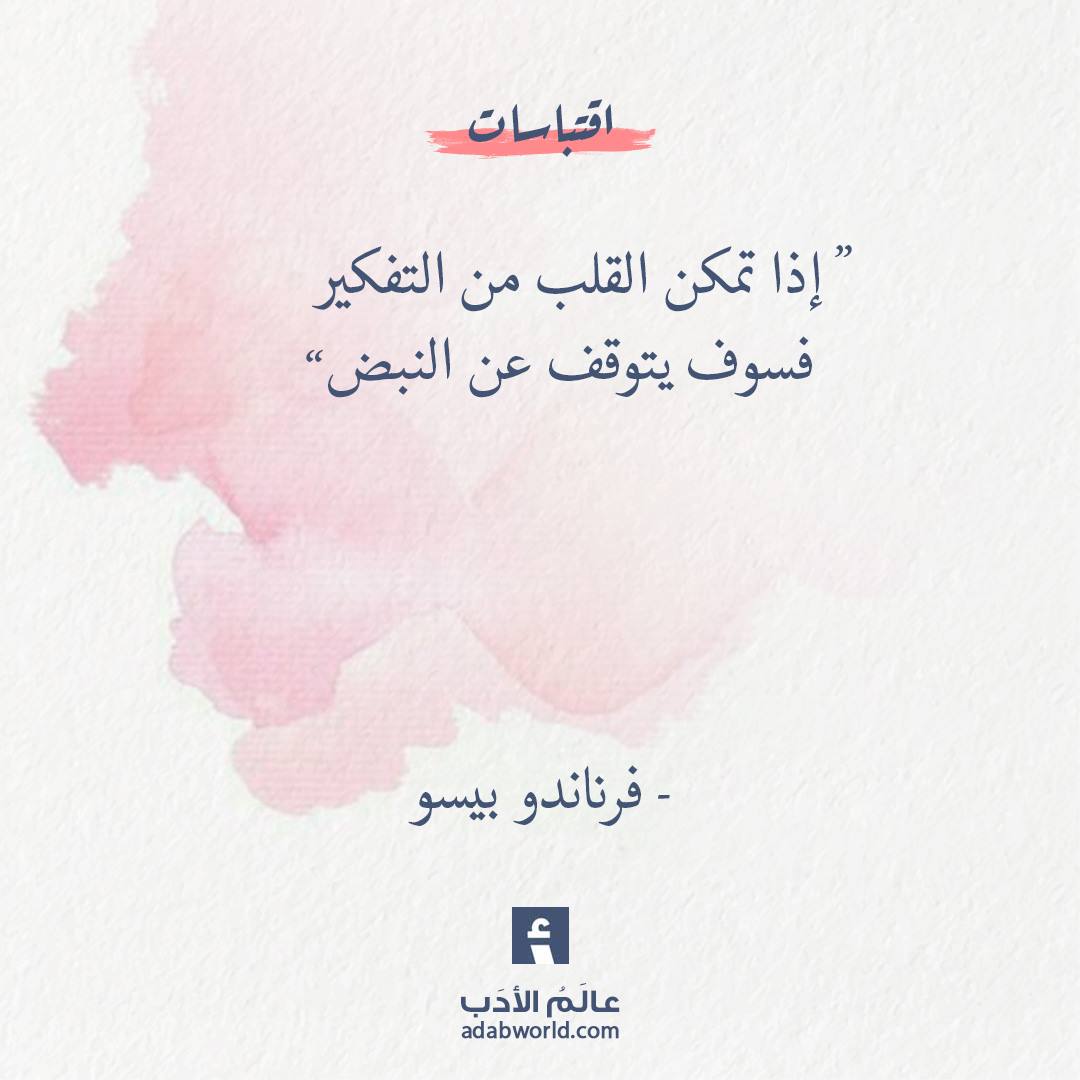 اقتباسات
” إذا تمكن القلب من التفكير
فسوف يتوقف عن النبض “
- فرناندو بيسو
أ
عالَمُ الأدَب
adabworld.com